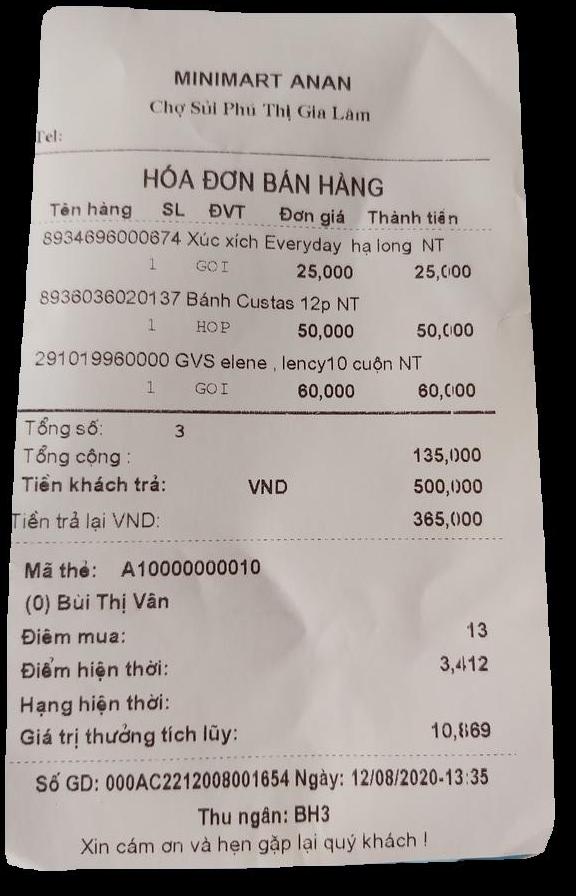 MINIMART ANAN
Chợ Sủi Phú Thị Gia Lâm
Tel:
HÓA ĐƠN BÁN HÀNG
Tên hàng SL ĐVT Đơn giá Thành tiền
8934696000674 Xúc xích Everyday hạ long NT
1 GOI 25,000 25,000
8936036020137 Bánh Custas 12p NT
1 HOP 50,000 50,000
291019960000 GVS elene , lency10 cuộn NT
1 GOI 60,000 60,000
Tổng số: 3
Tổng cộng : 135,000
Tiền khách trả: VND 500,000
Tiền trả lại VND: 365,000
Mã thẻ: A10000000010
(0) Bùi Thị Vân
Điểm mua: 13
Điểm hiện thời: 3,412
Hạng hiện thời:
Giá trị thưởng tích lũy: 10,869
Số GD: 000AC2212008001654 Ngày: 12/08/2020-13:35
Thu ngân: BH3
Xin cám ơn và hẹn gặp lại quý khách !